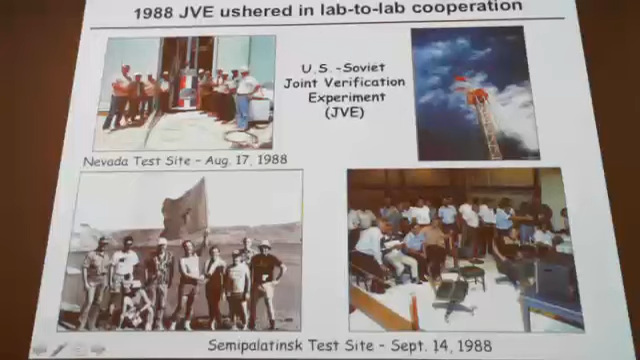 1988 JVE ushered in lab-to-lab cooperation
U.S.-Soviet
Joint Verification
Experiment
(JVE)
Nevada Test Site - Aug. 17, 1988
Semipalatinsk Test Site - Sept. 14, 1988